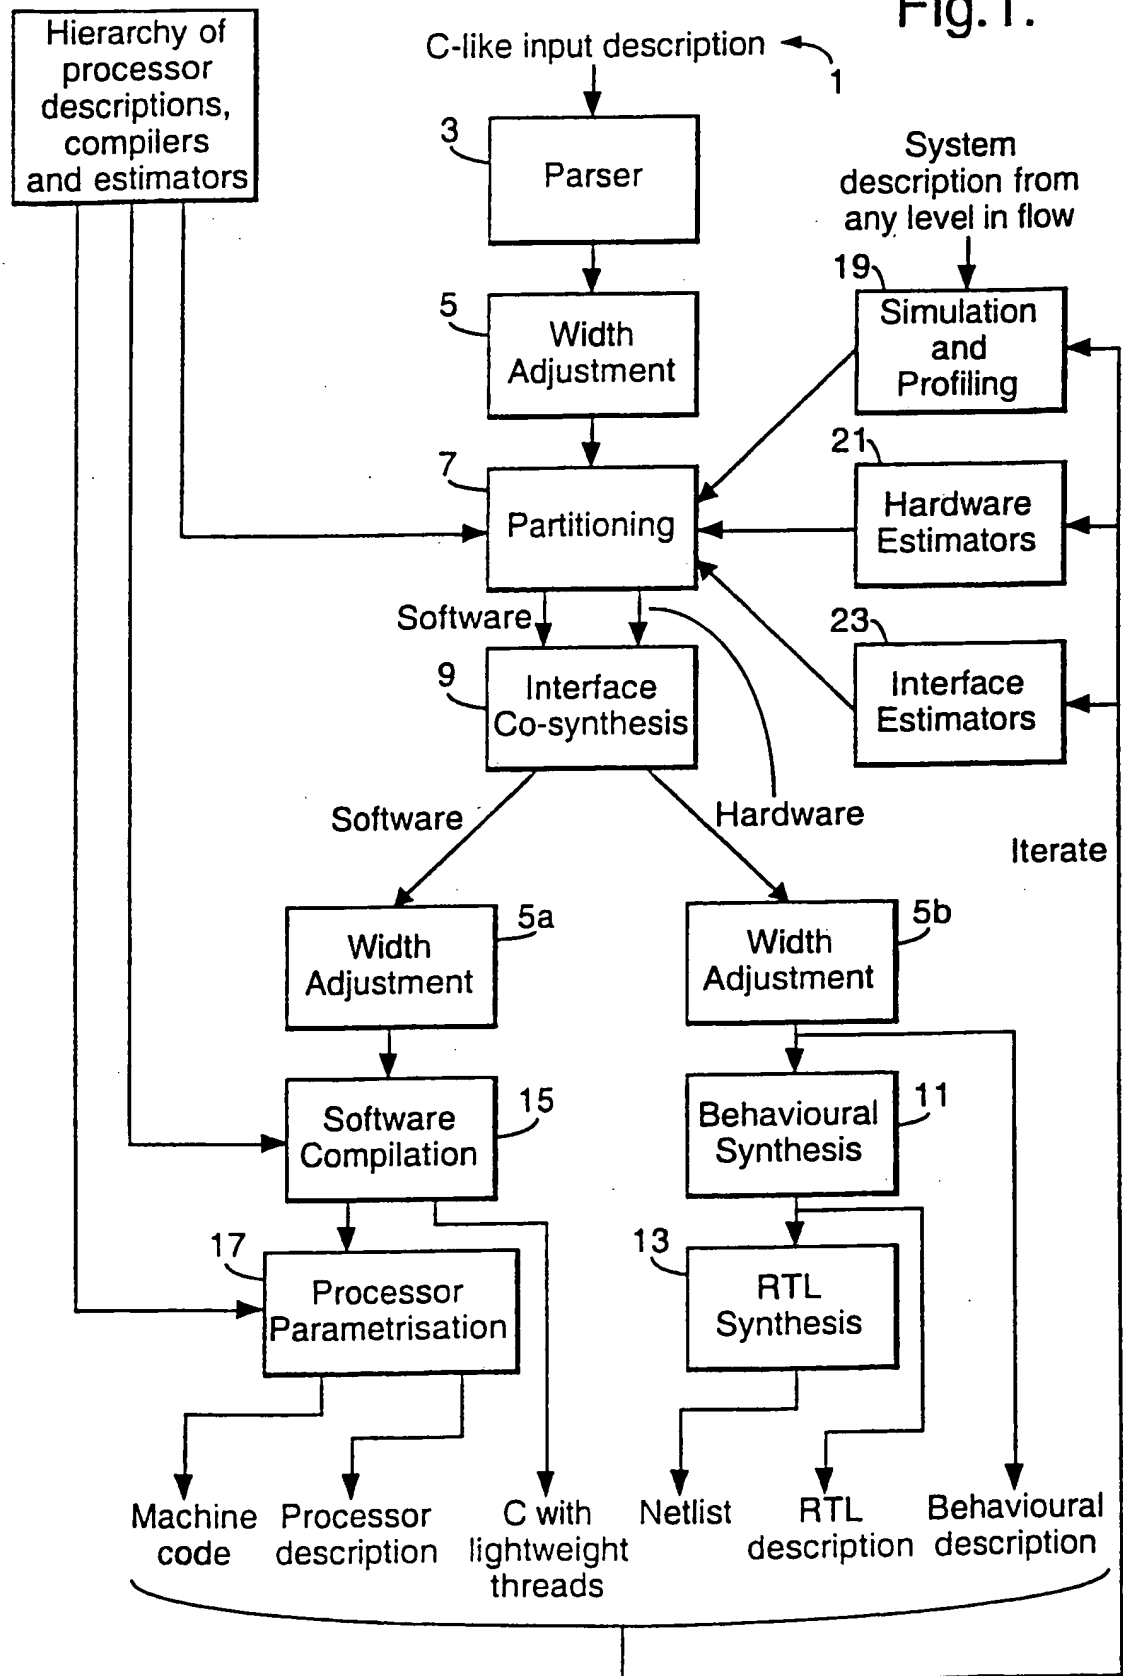 Fig.1.
Hierarchy of
processor
descriptions,
compilers
and estimators
C-like input description
1
3
Parser
System
description from
any level in flow
5
Width
Adjustment
19
Simulation
and
Profiling
7
Partitioning
21
Hardware
Estimators
Software
9
Interface
Co-synthesis
23
Interface
Estimators
Software
Hardware
Iterate
5a
Width
Adjustment
5b
Width
Adjustment
15
Software
Compilation
11
Behavioural
Synthesis
17
Processor
Parametrisation
13
RTL
Synthesis
Machine
code
Processor
description
C with
lightweight
threads
Netlist
RTL
description
Behavioural
description